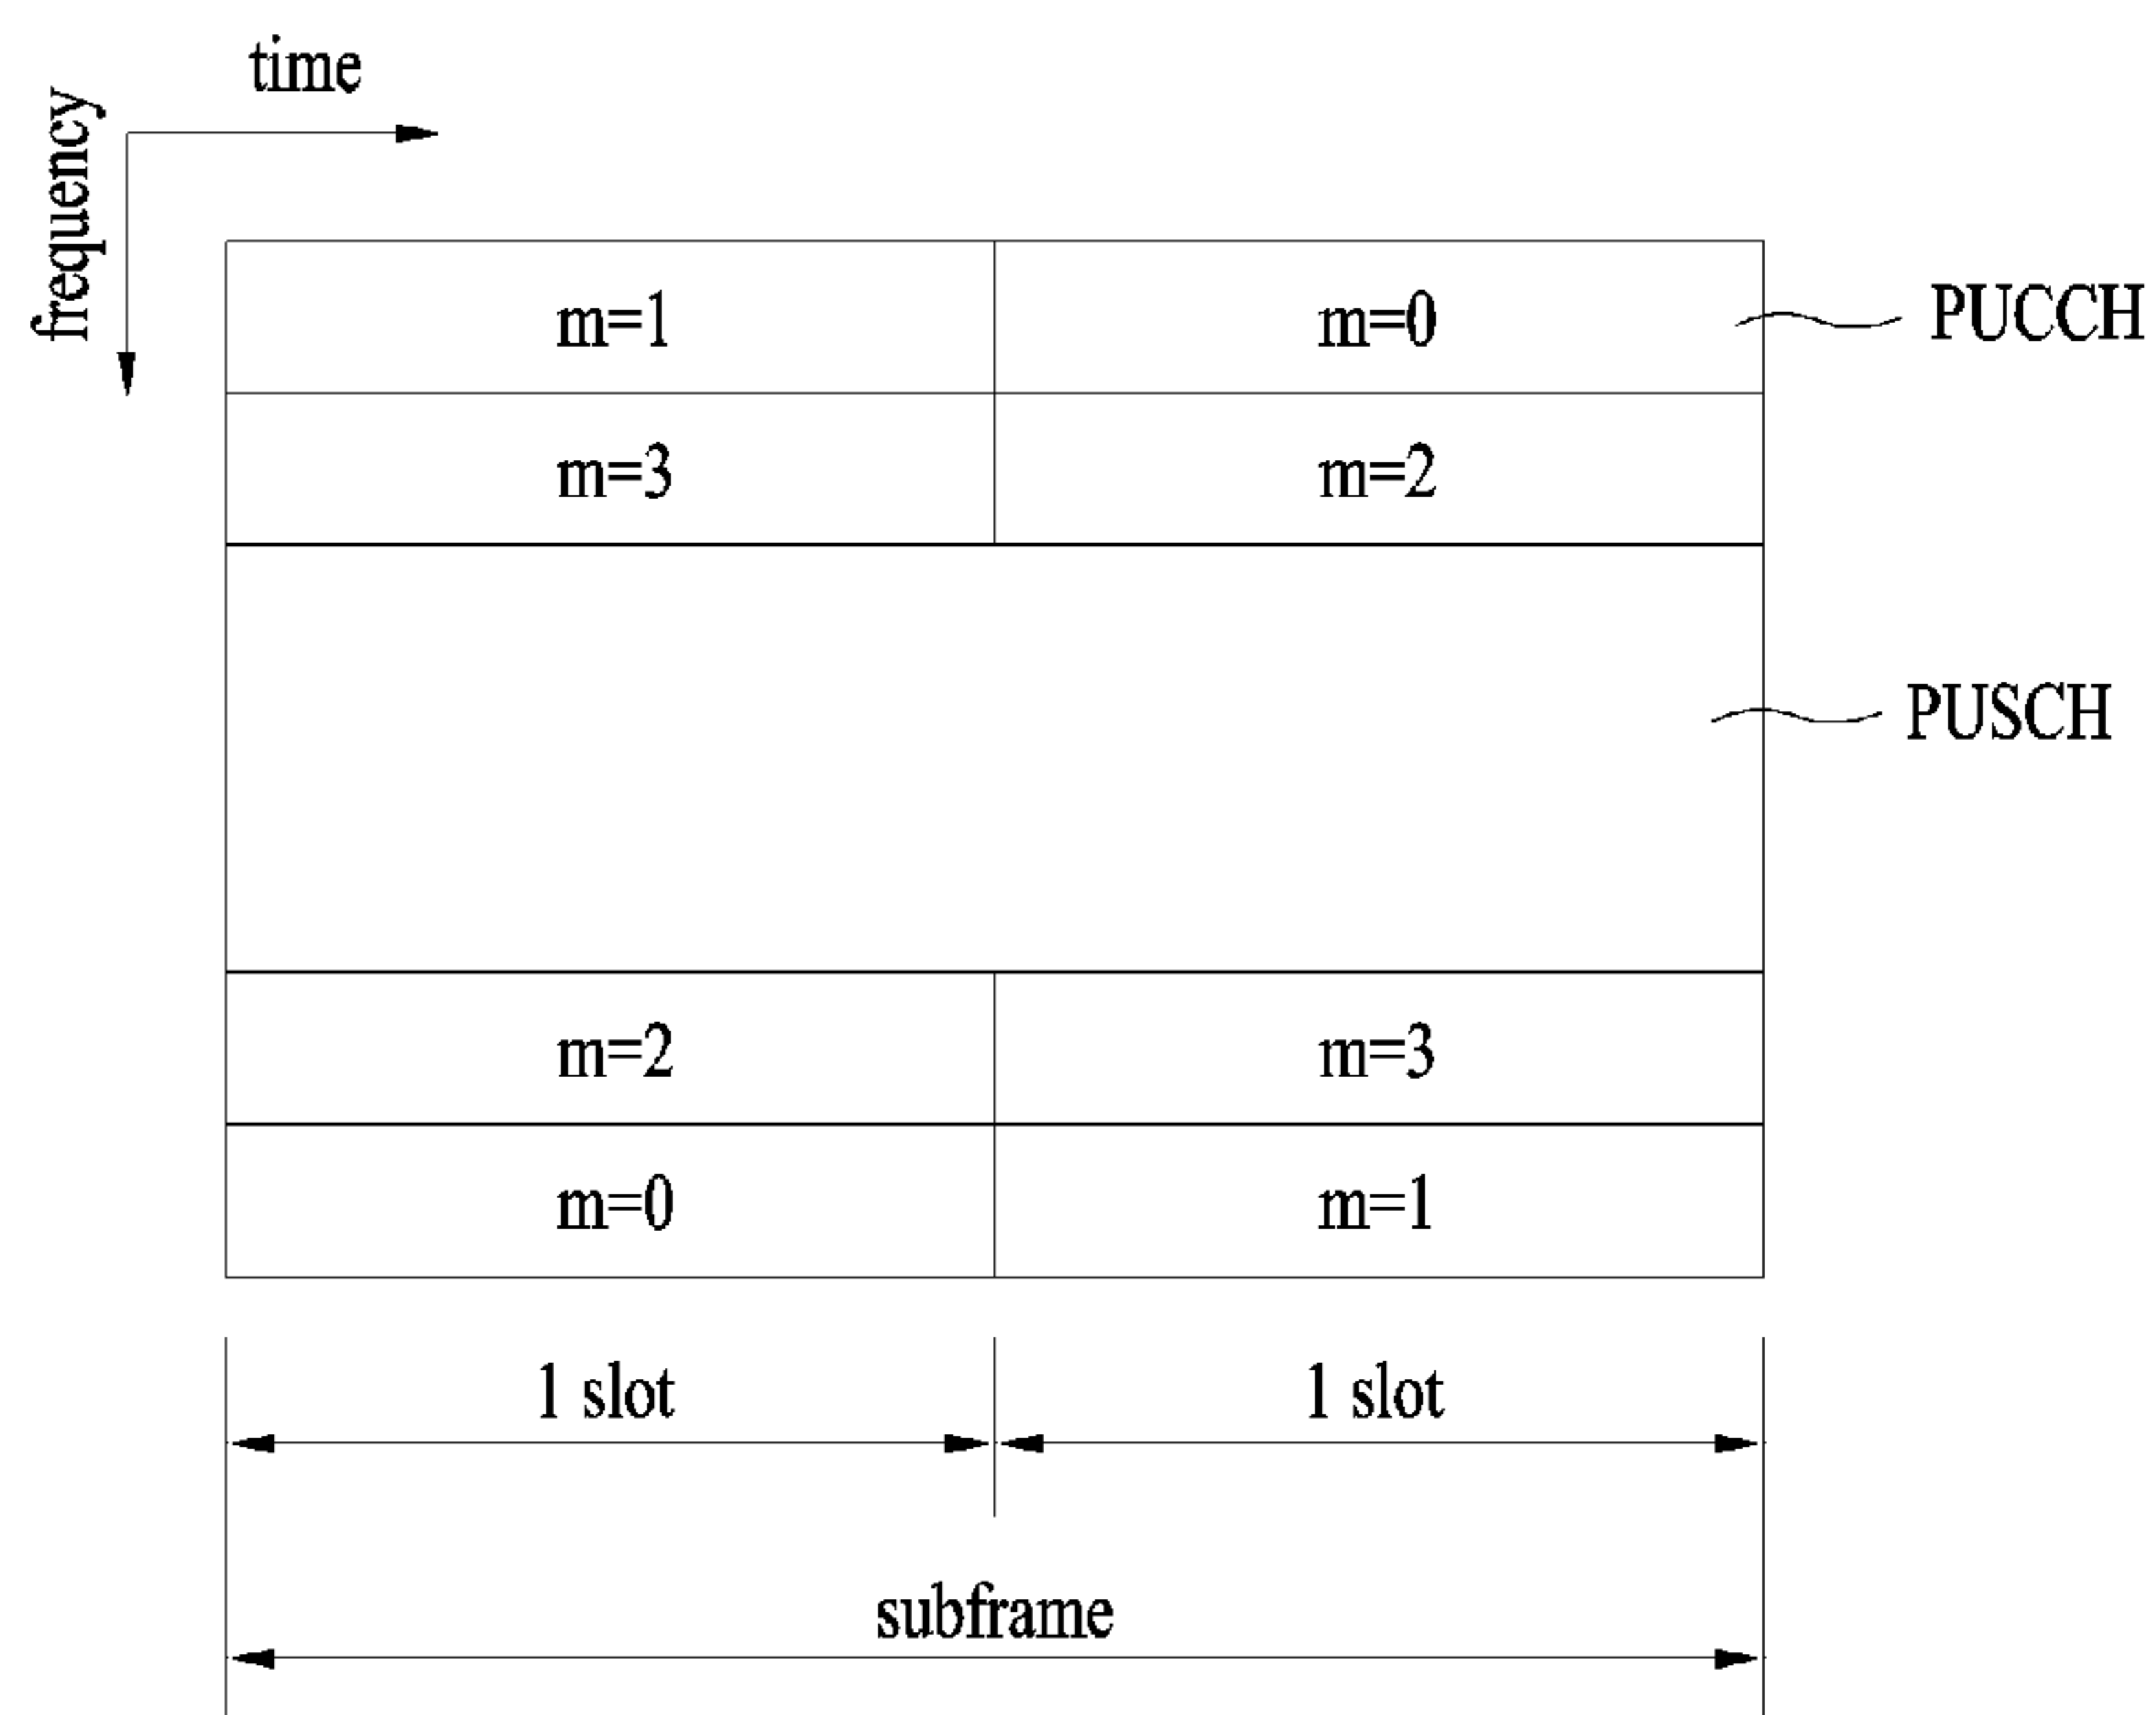 time
frequency
m=1 m=0 PUCCH
m=3 m=2
PUSCH
m=2 m=3
m=0 m=1
1 slot 1 slot
subframe